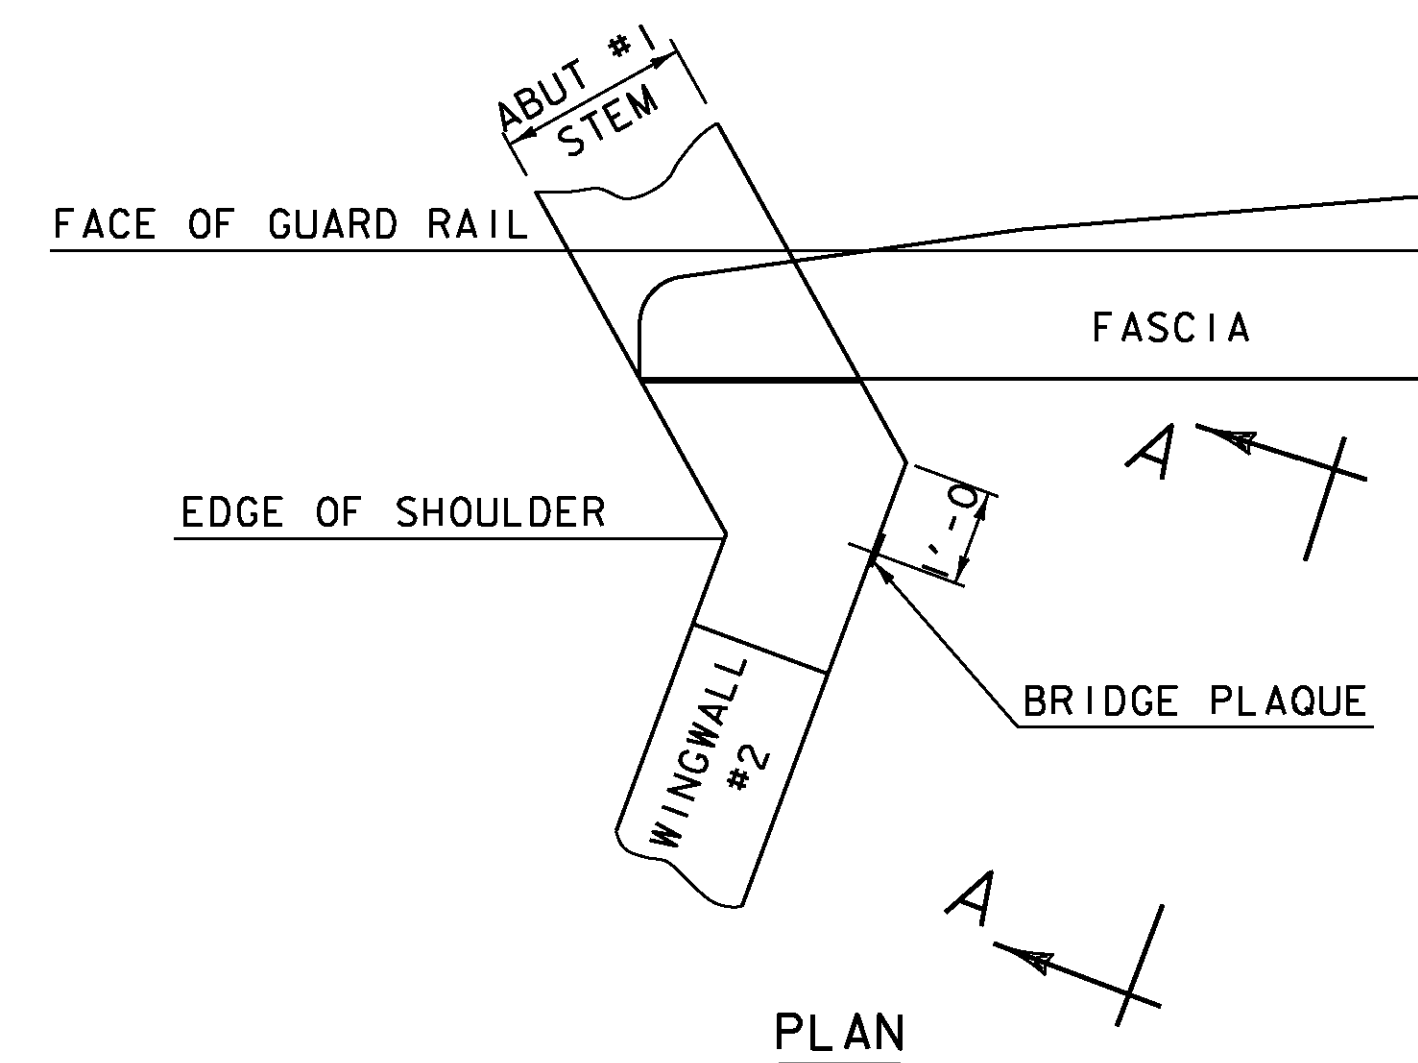 ABUT #1
STEM
FACE OF GUARD RAIL
FASCIA
A
1'-0
EDGE OF SHOULDER
BRIDGE PLAQUE
WINGWALL
#2
A
PLAN